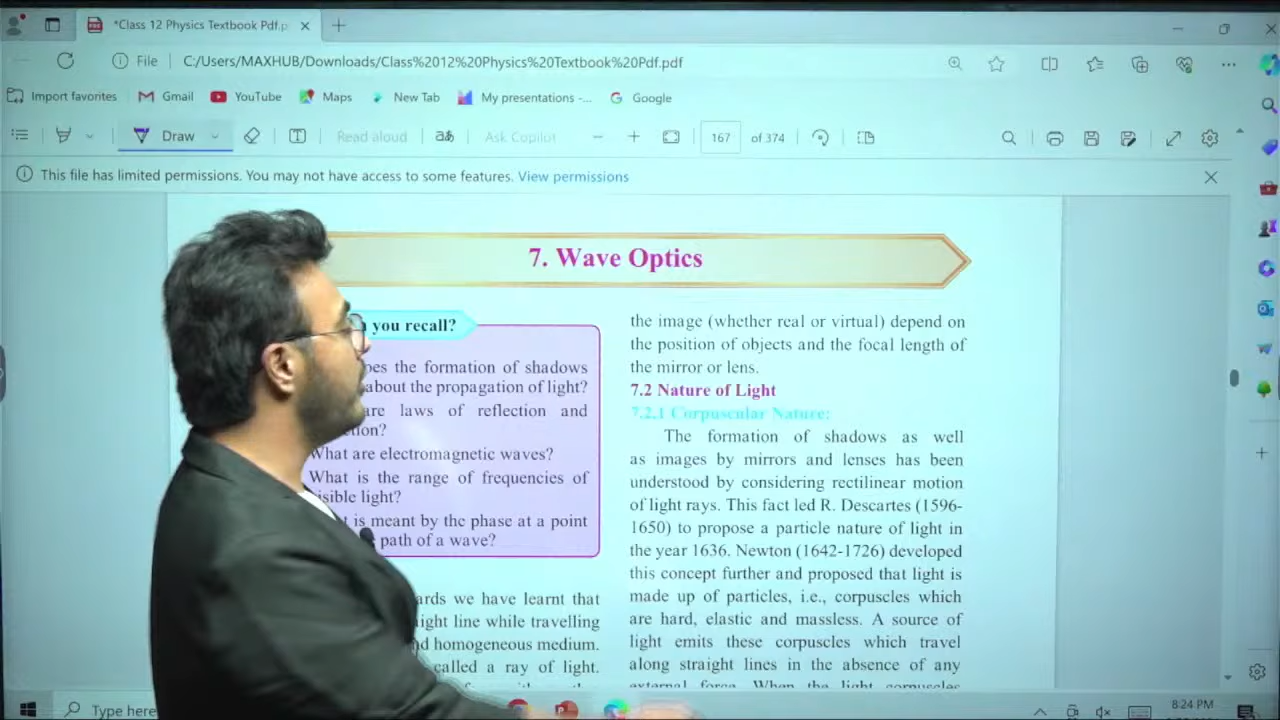 *Class 12 Physics Textbook Pdf.p
File
C:/Users/MAXHUB/Downloads/Class%2012%20Physics%20Textbook%20Pdf.pdf
Import favorites
Gmail
YouTube
Maps
New Tab
My presentations -...
Google
Draw
Read aloud
aあ
Ask Copilot
167
of 374
This file has limited permissions. You may not have access to some features. View permissions
7. Wave Optics
you recall?
the formation of shadows
about the propagation of light?
are laws of reflection and
What are electromagnetic waves?
What is the range of frequencies of
visible light?
is meant by the phase at a point
path of a wave?
we have learnt that
line while travelling
homogeneous medium.
called a ray of light.
the image (whether real or virtual) depend on
the position of objects and the focal length of
the mirror or lens.
7.2 Nature of Light
7.2.1 Corpuscular Nature:
The formation of shadows as well
as images by mirrors and lenses has been
understood by considering rectilinear motion
of light rays. This fact led R. Descartes (1596-
1650) to propose a particle nature of light in
the year 1636. Newton (1642-1726) developed
this concept further and proposed that light is
made up of particles, i.e., corpuscles which
are hard, elastic and massless. A source of
light emits these corpuscles which travel
along straight lines in the absence of any
external force. When the light corpuscles
Type here
8:24 PM